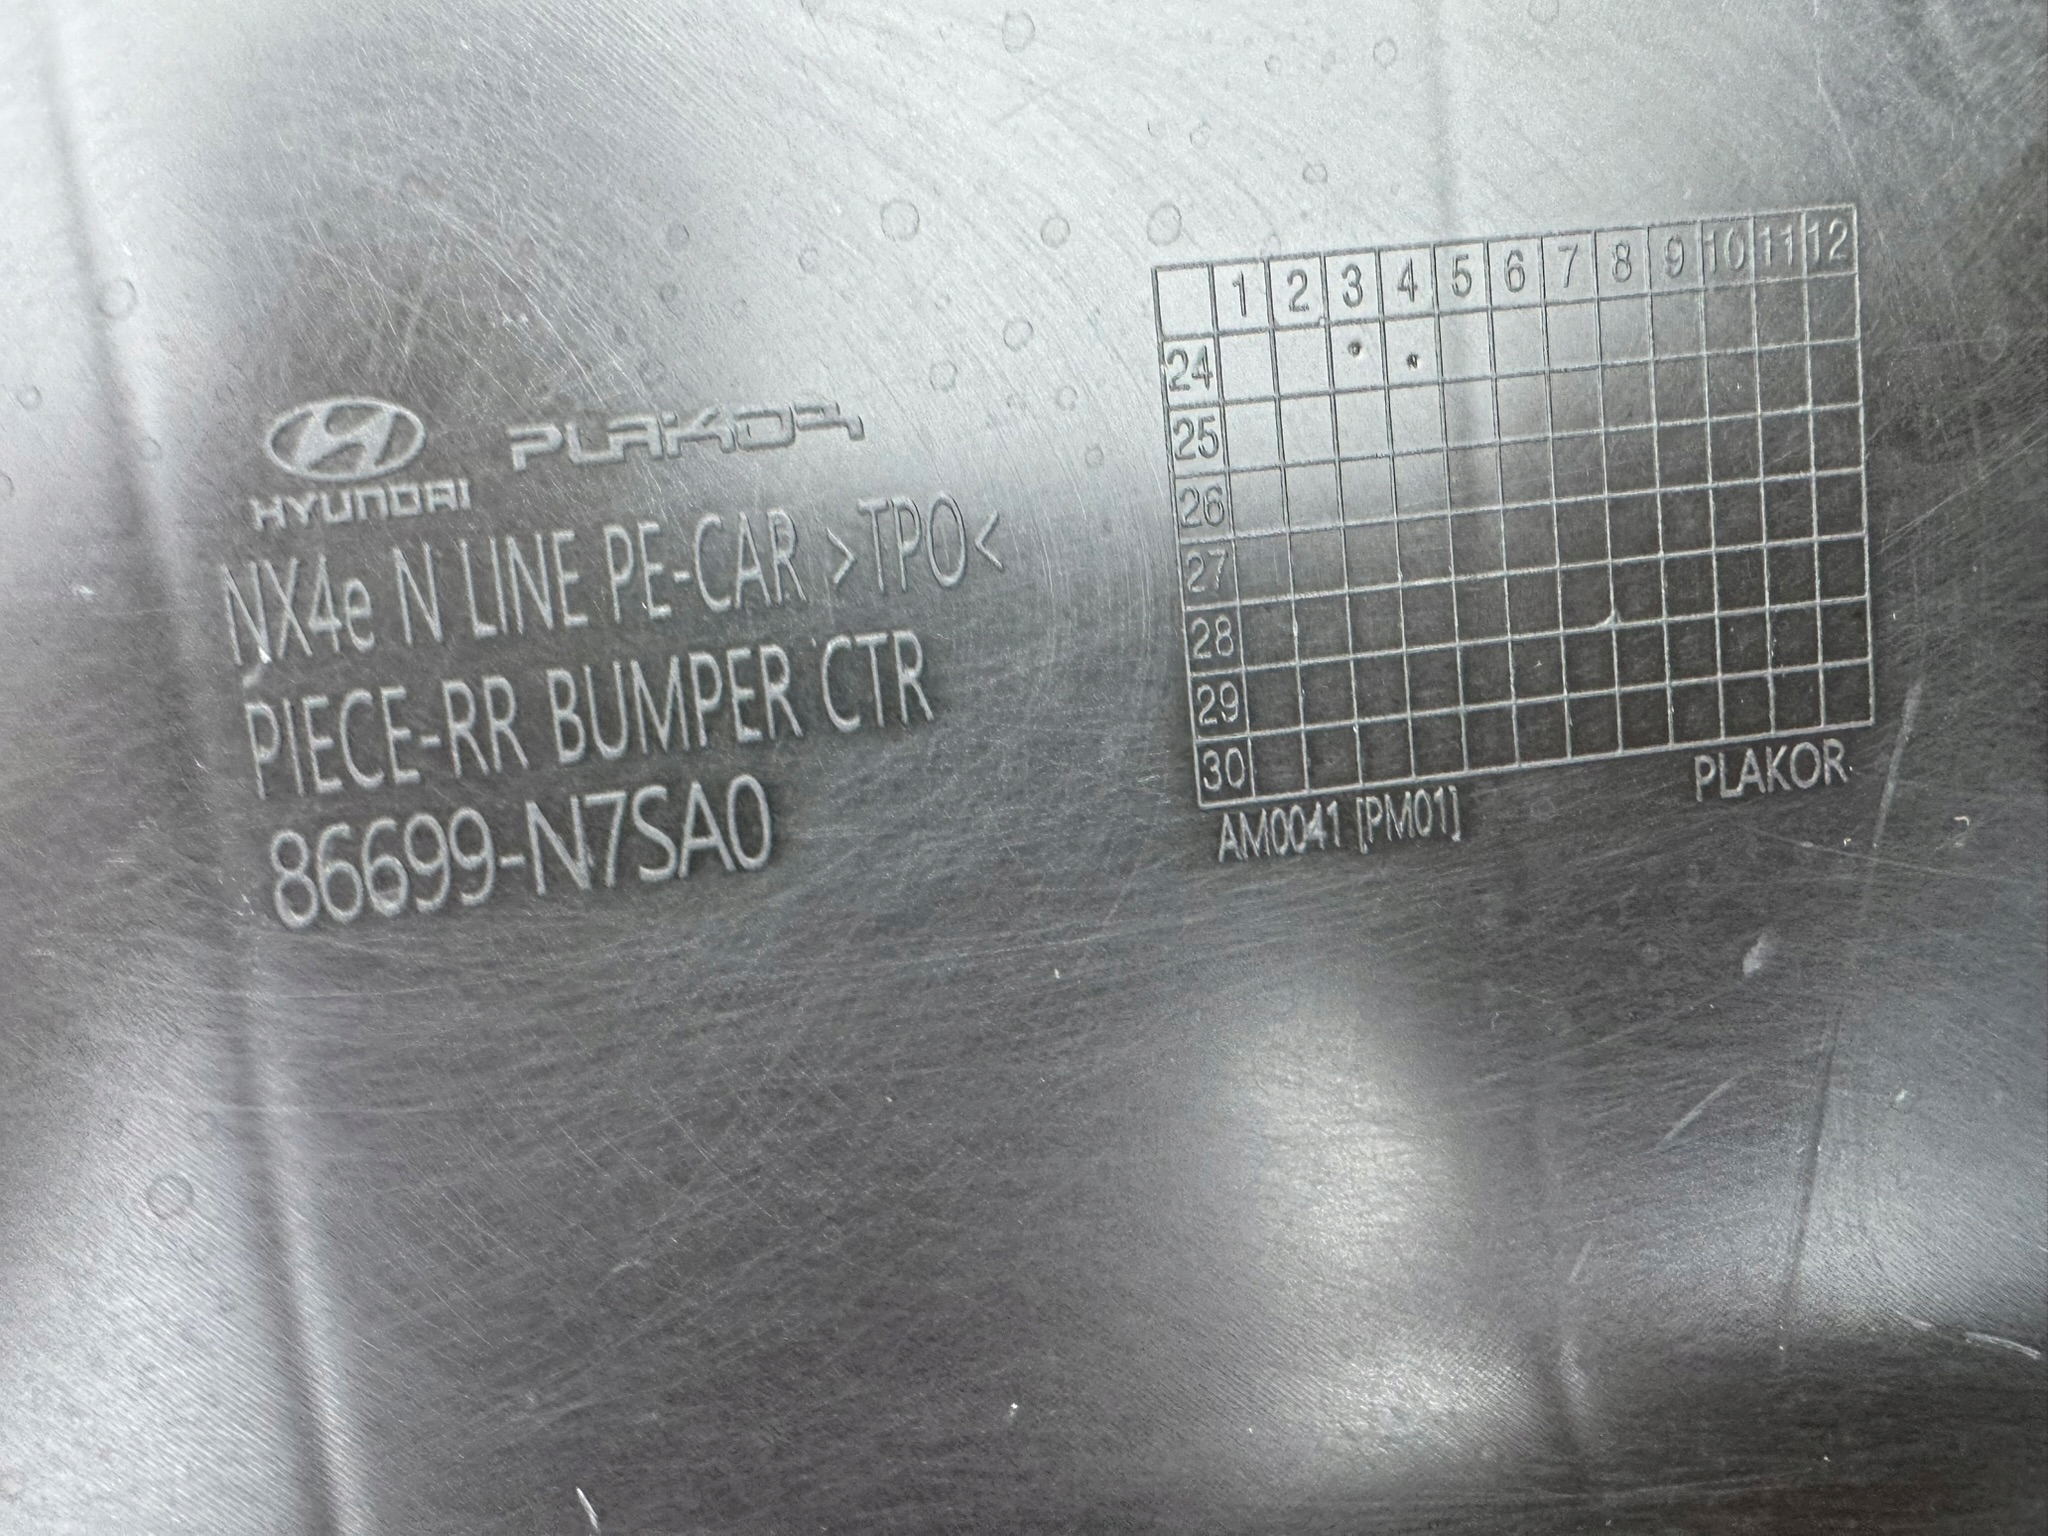 HYUNDAI PLAKOR
NX4e N LINE PE-CAR >TPO<
PIECE-RR BUMPER CTR
86699-N7SA0
1 2 3 4 5 6 7 8 9 10 11 12
24
25
26
27
28
29
30
AM0041 [PM01] PLAKOR